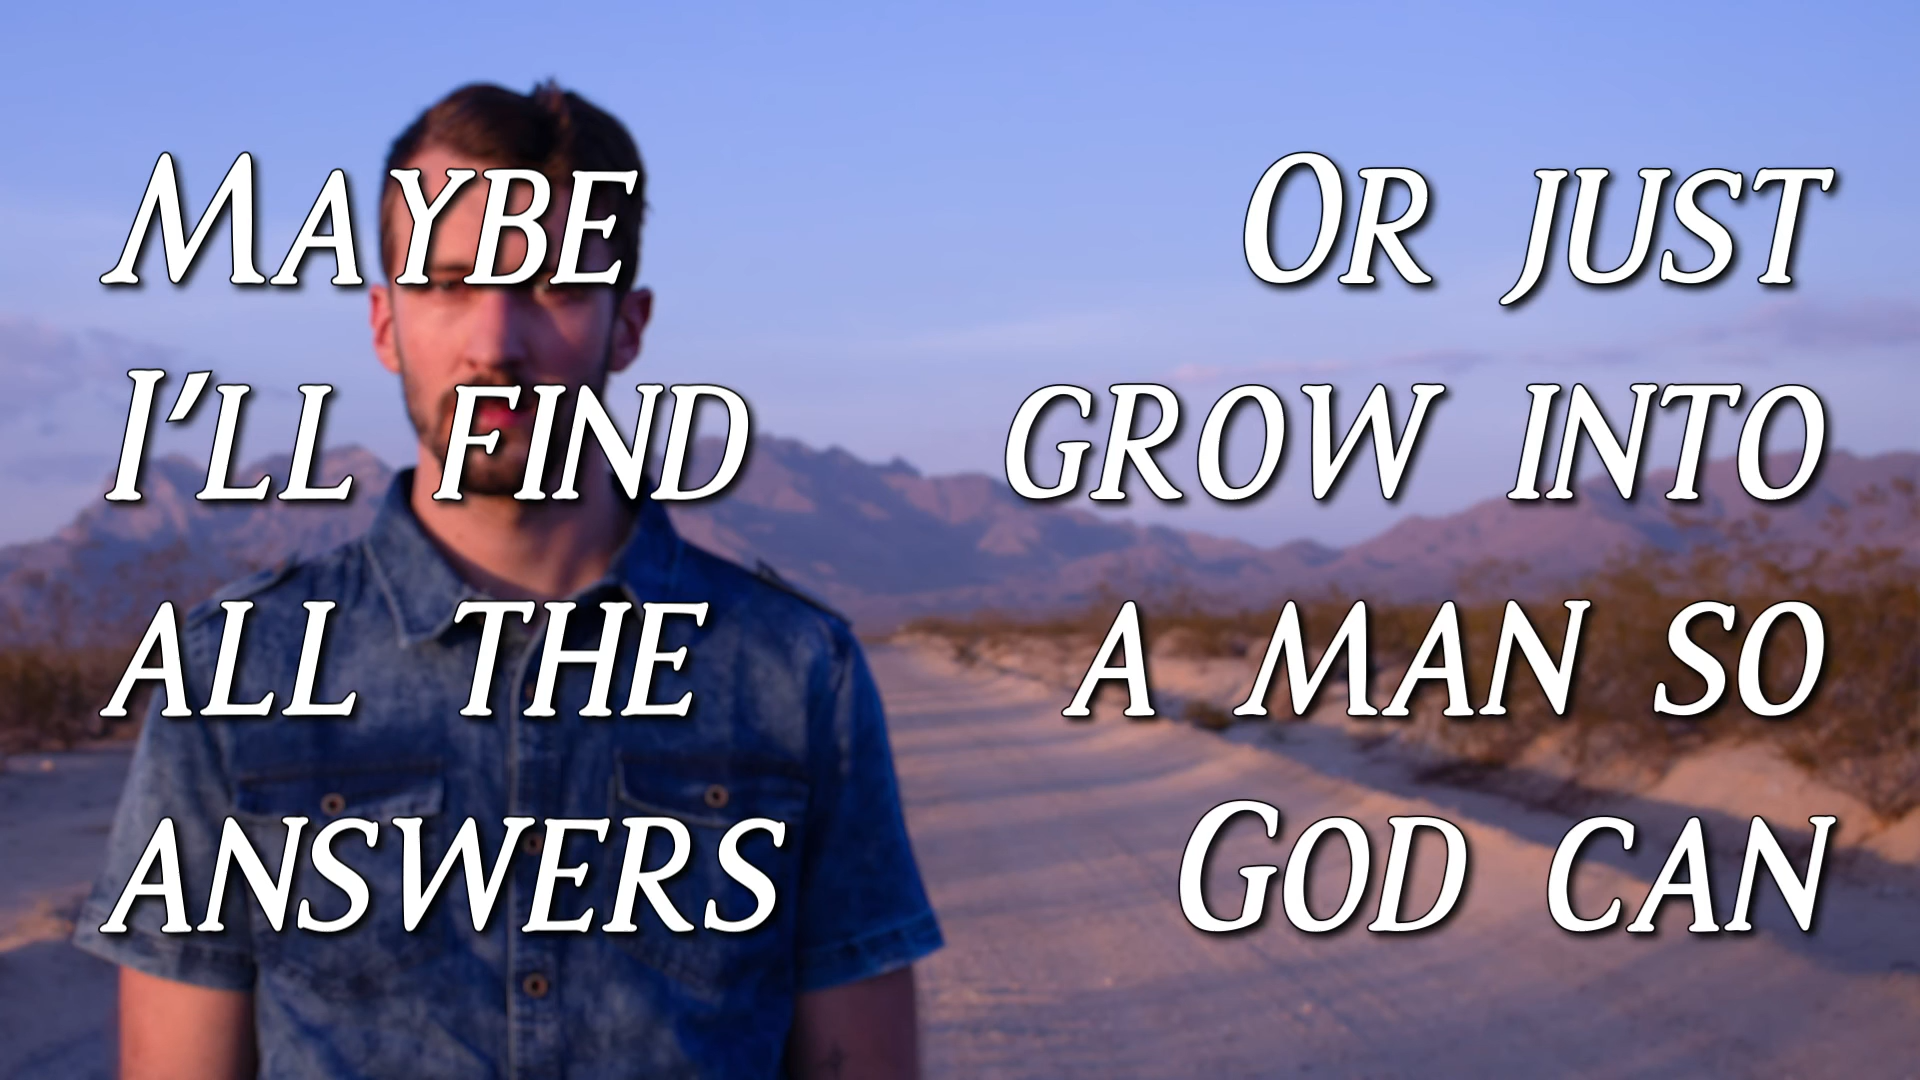 Maybe
I'll find
all the
answers
Or just
grow into
a man so
God can